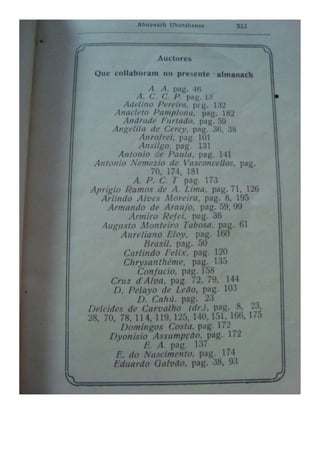 Almanach Uberabense XLI
Auctores
Que collaboram no presente almanach
A. A. pag. 46
A. C. C. P. pag. 13
Adelino Pereira, pag. 132
Anacleto Pamplona, pag. 182
Andrade Furtado, pag. 59
Angelita de Cercy, pag. 36, 38
Anrofrei, pag. 101
Ansilgo, pag. 131
Antonio de Paula, pag. 141
Antonio Nemezio de Vasconcellos, pag.
70, 174, 181
A. P. C. T pag. 173
Aprigio Ramos de A. Lima, pag. 71, 126
Arlindo Alves Moreira, pag. 8, 195
Armando de Araujo, pag. 59, 99
Armiro Refei, pag. 36
Augusto Monteiro Tabosa, pag. 61
Aureliano Eloy, pag. 160
Brasil, pag. 50
Carlindo Felix, pag. 120
Chrysanthême, pag. 135
Confucio, pag. 158
Cruz d'Alva, pag. 72, 79, 144
D. Pelayo de Leão, pag. 103
D. Cahú, pag. 23
Delcides de Carvalho (dr.), pag. 8, 23,
28, 70, 78, 114, 119, 125, 140, 151, 166, 175
Domingos Costa, pag. 172
Dyonisio Assumpção, pag. 172
E. A. pag. 137
E. do Nascimento, pag. 174
Eduardo Galvão, pag. 38, 93